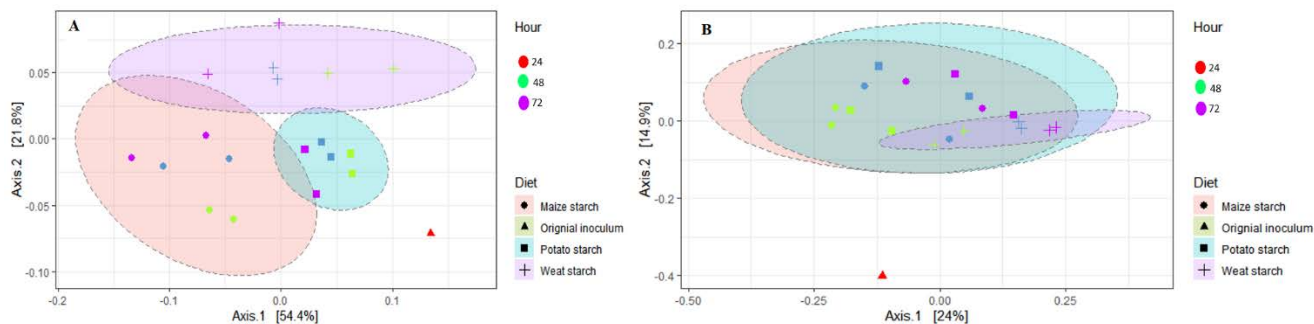 A
0.05
0.00
-0.05
-0.10
Axis.2 [21.8%]
-0.2
-0.1
0.0
0.1
Axis.1 [54.4%]
Hour
24
48
72
Diet
Maize starch
Orignial inoculum
Potato starch
Weat starch
B
0.2
0.0
-0.2
-0.4
Axis.2 [14.9%]
-0.50
-0.25
0.00
0.25
Axis.1 [24%]
Hour
24
48
72
Diet
Maize starch
Orignial inoculum
Potato starch
Weat starch